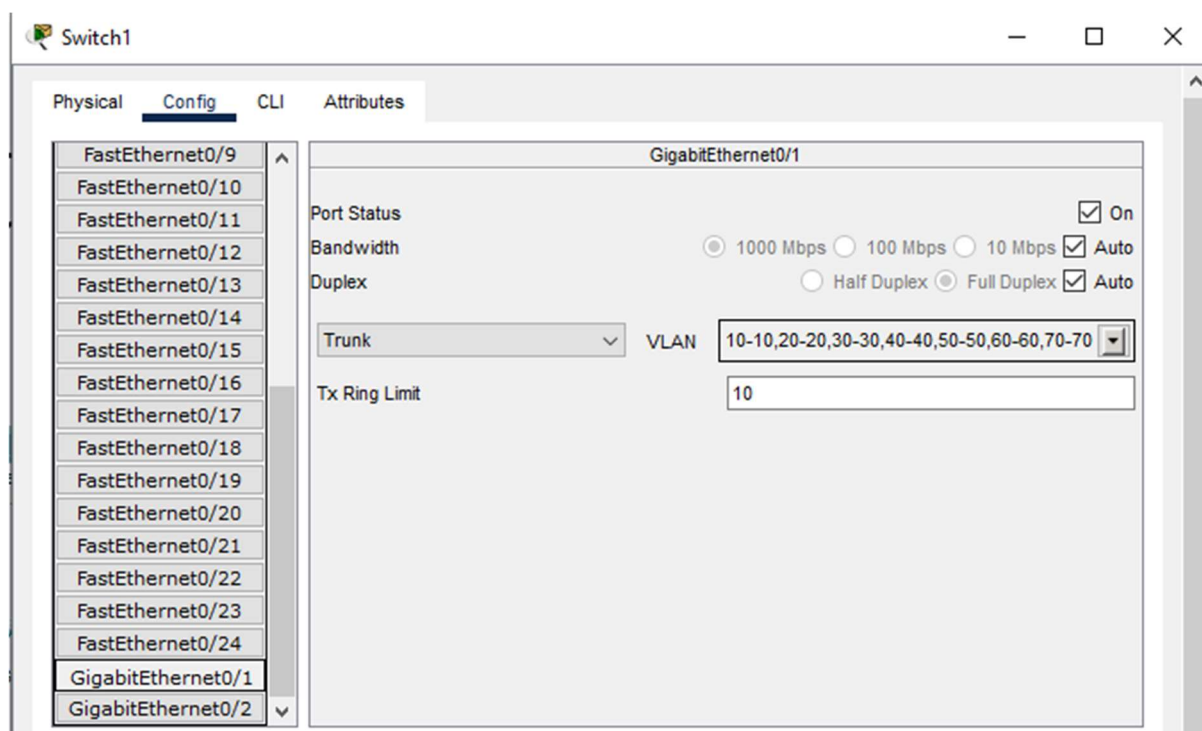 Switch1
Physical Config CLI Attributes
FastEthernet0/9
FastEthernet0/10
FastEthernet0/11
FastEthernet0/12
FastEthernet0/13
FastEthernet0/14
FastEthernet0/15
FastEthernet0/16
FastEthernet0/17
FastEthernet0/18
FastEthernet0/19
FastEthernet0/20
FastEthernet0/21
FastEthernet0/22
FastEthernet0/23
FastEthernet0/24
GigabitEthernet0/1
GigabitEthernet0/2
GigabitEthernet0/1
Port Status On
Bandwidth 1000 Mbps 100 Mbps 10 Mbps Auto
Duplex Half Duplex Full Duplex Auto
Trunk VLAN 10-10,20-20,30-30,40-40,50-50,60-60,70-70
Tx Ring Limit 10